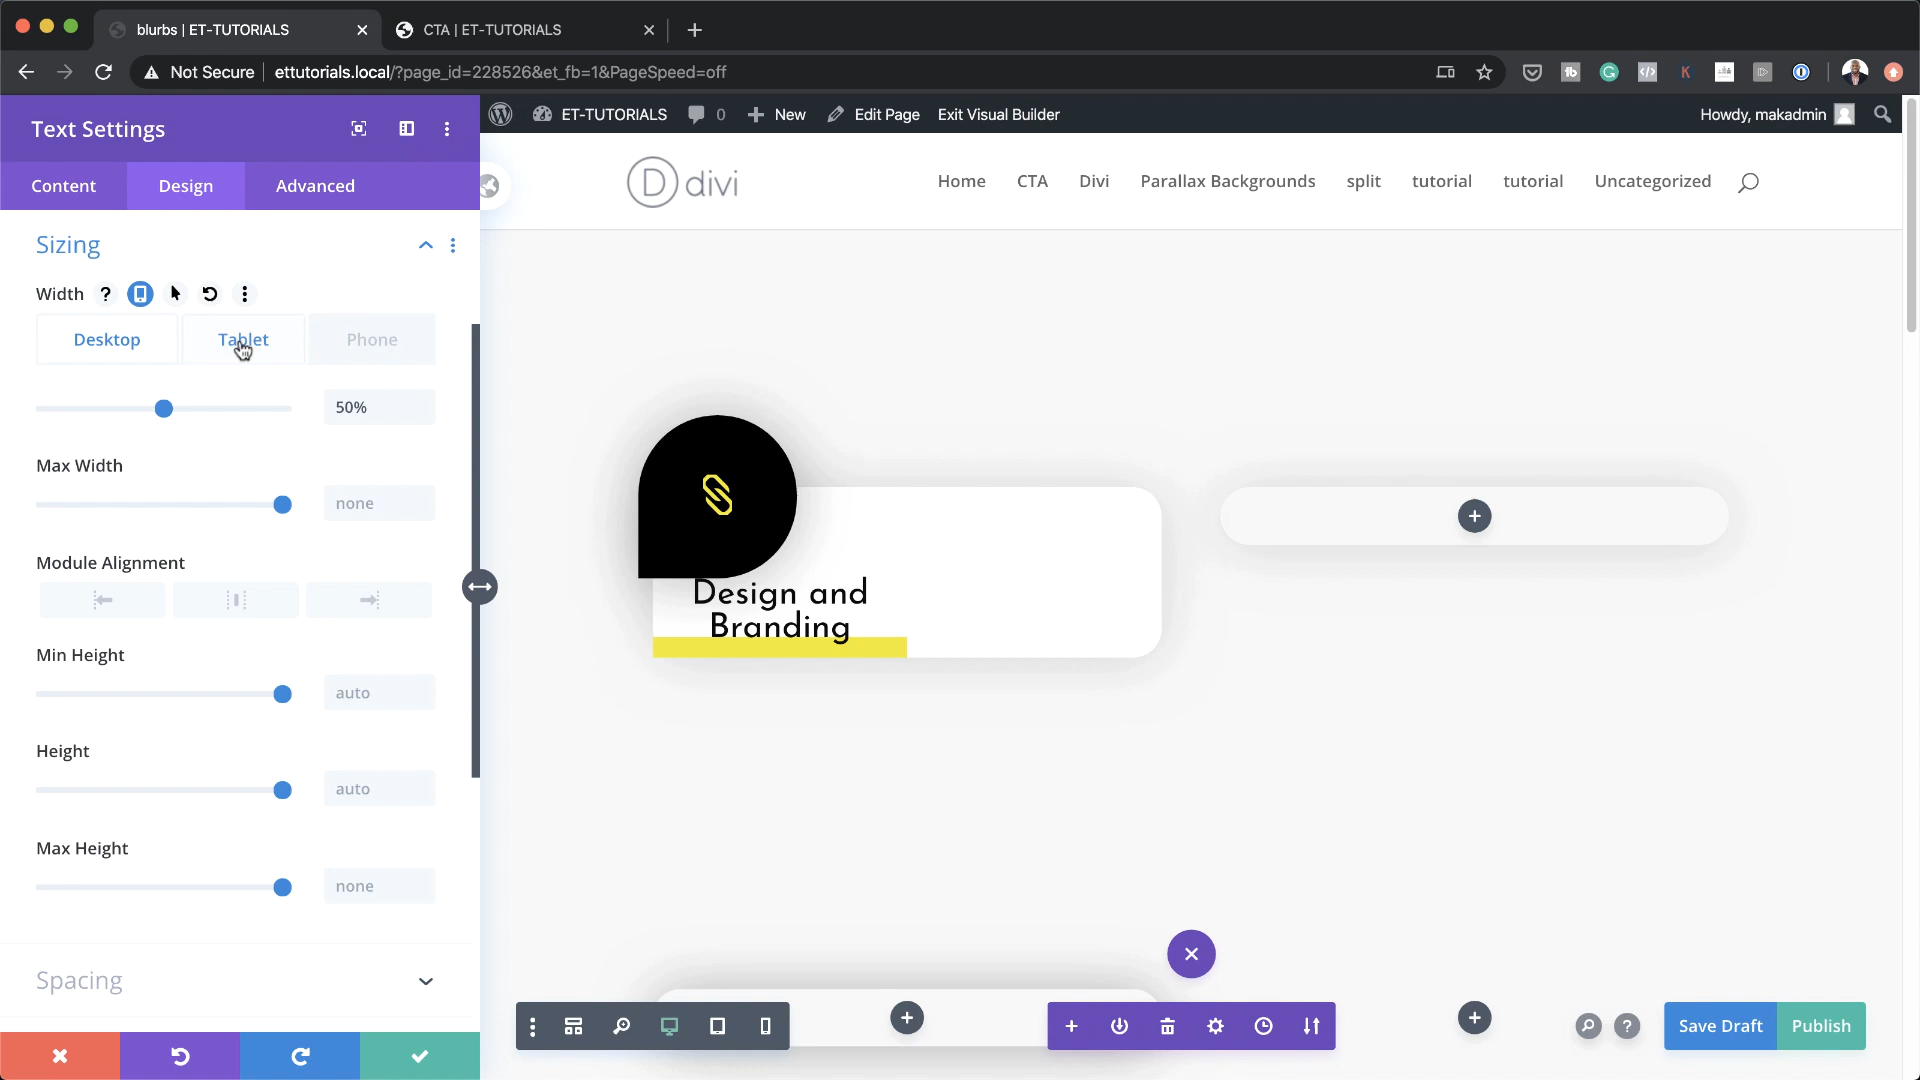 blurbs | ET-TUTORIALS
CTA | ET-TUTORIALS
Not Secure
ettutorials.local/?page_id=228526&et_fb=1&PageSpeed=off
Text Settings
Content
Design
Advanced
ET-TUTORIALS
0
New
Edit Page
Exit Visual Builder
Howdy, makadmin
D divi
Home
CTA
Divi
Parallax Backgrounds
split
tutorial
tutorial
Uncategorized
Sizing
Width
Desktop
Tablet
Phone
50%
Max Width
none
Module Alignment
Min Height
auto
Height
auto
Max Height
none
Spacing
Design and
Branding
Save Draft
Publish